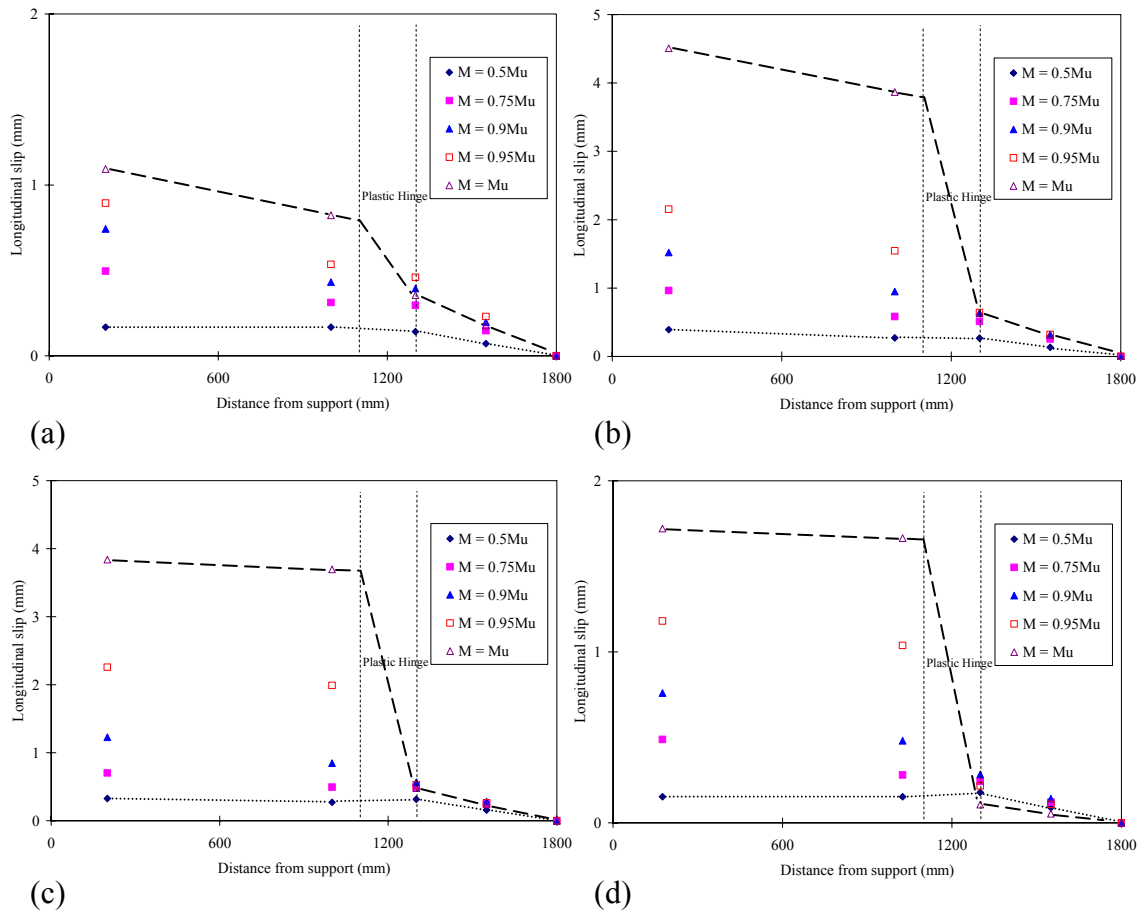 2
1
0
0
600
1200
1800
Longitudinal slip (mm)
Distance from support (mm)
Plastic Hinge
M = 0.5Mu
M = 0.75Mu
M = 0.9Mu
M = 0.95Mu
M = Mu
(a)
5
4
3
2
1
0
0
600
1200
1800
Longitudinal slip (mm)
Distance from support (mm)
Plastic Hinge
M = 0.5Mu
M = 0.75Mu
M = 0.9Mu
M = 0.95Mu
M = Mu
(b)
5
4
3
2
1
0
0
600
1200
1800
Longitudinal slip (mm)
Distance from support (mm)
Plastic Hinge
M = 0.5Mu
M = 0.75Mu
M = 0.9Mu
M = 0.95Mu
M = Mu
(c)
2
1
0
0
600
1200
1800
Longitudinal slip (mm)
Distance from support (mm)
Plastic Hinge
M = 0.5Mu
M = 0.75Mu
M = 0.9Mu
M = 0.95Mu
M = Mu
(d)